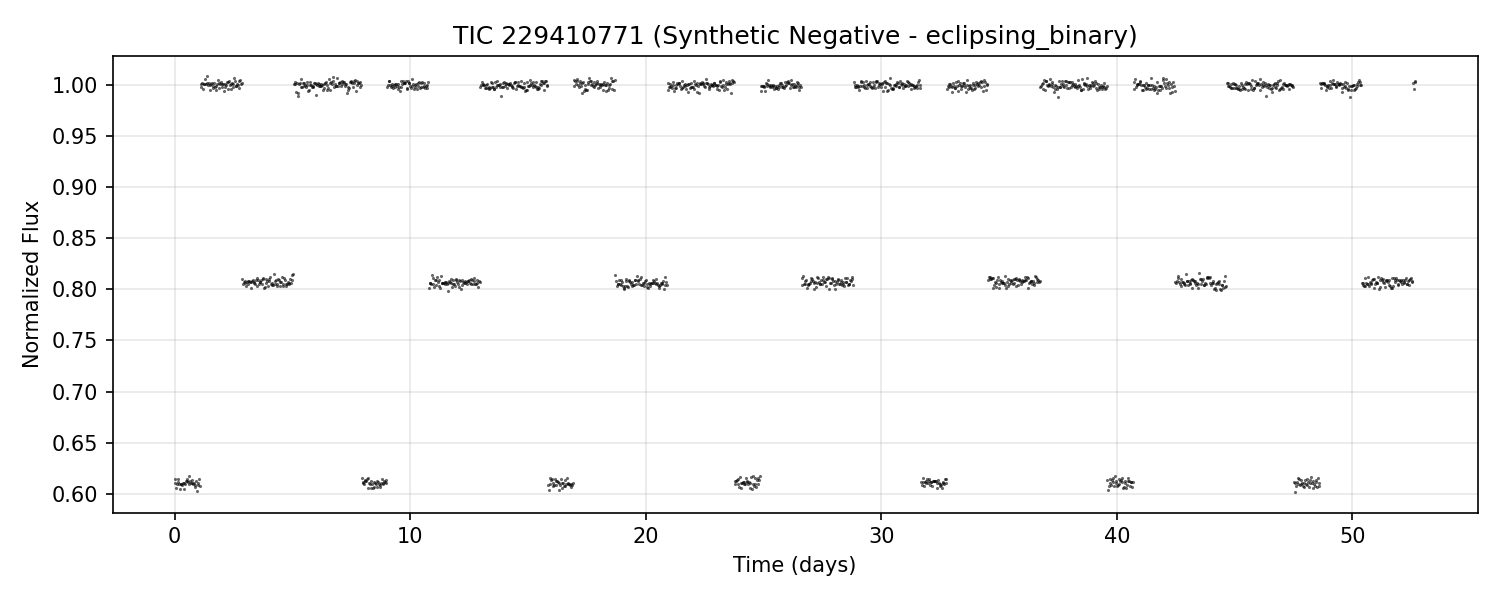 TIC 229410771 (Synthetic Negative - eclipsing_binary)
Normalized Flux
1.00
0.95
0.90
0.85
0.80
0.75
0.70
0.65
0.60
0 10 20 30 40 50
Time (days)